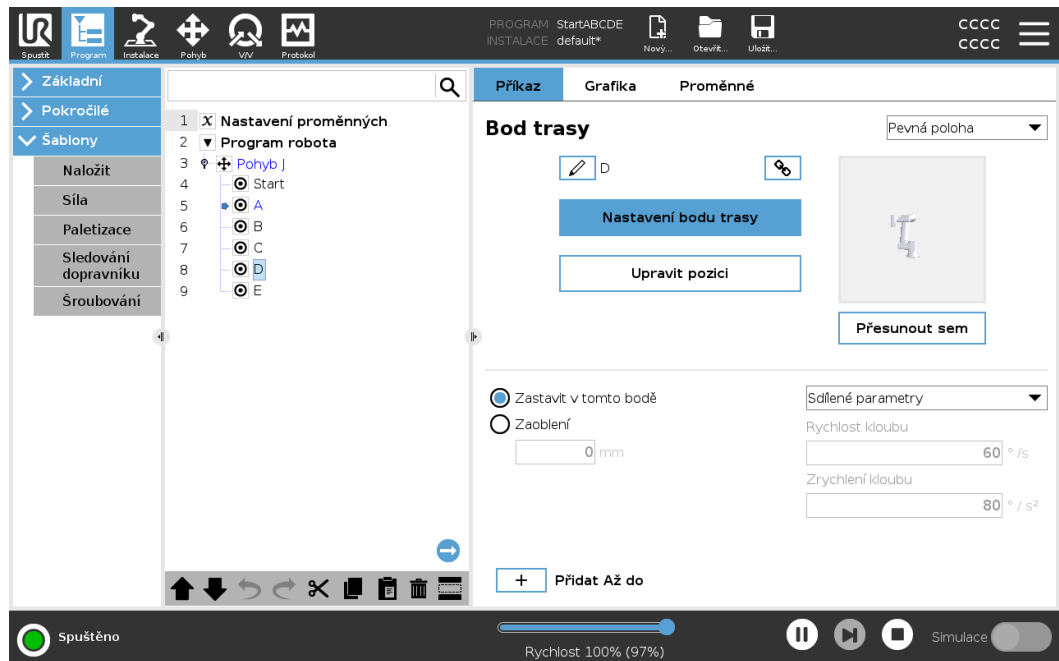 PROGRAM StartABCDE
INSTALACE default*
CCCC
CCCC
UR
Spustit Program Instalace Pohyb V/V Protokol Nový... Otevřít... Uložit...
Základní
Pokročilé
Šablony
Naložit
Síla
Paletizace
Sledování
dopravníku
Šroubování
1 X Nastavení proměnných
2 Program robota
3 Pohyb J
4 Start
5 A
6 B
7 C
8 D
9 E
Příkaz Grafika Proměnné
Bod trasy
Pevná poloha
D
Nastavení bodu trasy
Upravit pozici
Přesunout sem
Zastavit v tomto bodě
Zaoblení
0 mm
Sdílené parametry
Rychlost kloubu
60 ° /s
Zrychlení kloubu
80 ° / s²
+ Přidat Až do
Spuštěno
Rychlost 100% (97%)
Simulace